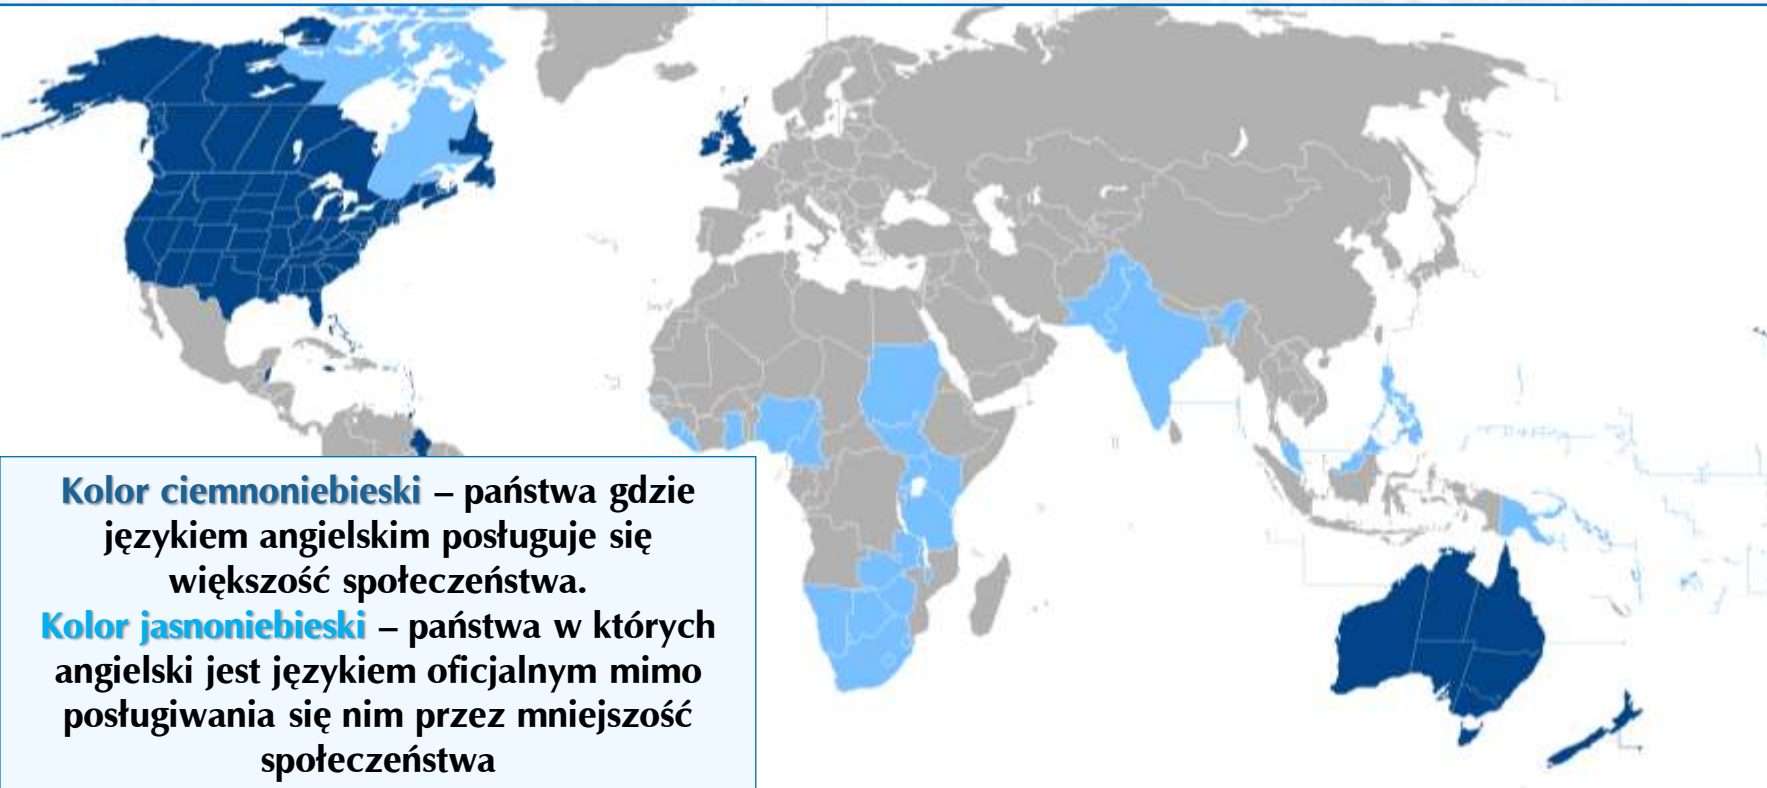 Kolor ciemnoniebieski – państwa gdzie
językiem angielskim posługuje się
większość społeczeństwa.
Kolor jasnoniebieski – państwa w których
angielski jest językiem oficjalnym mimo
posługiwania się nim przez mniejszość
społeczeństwa